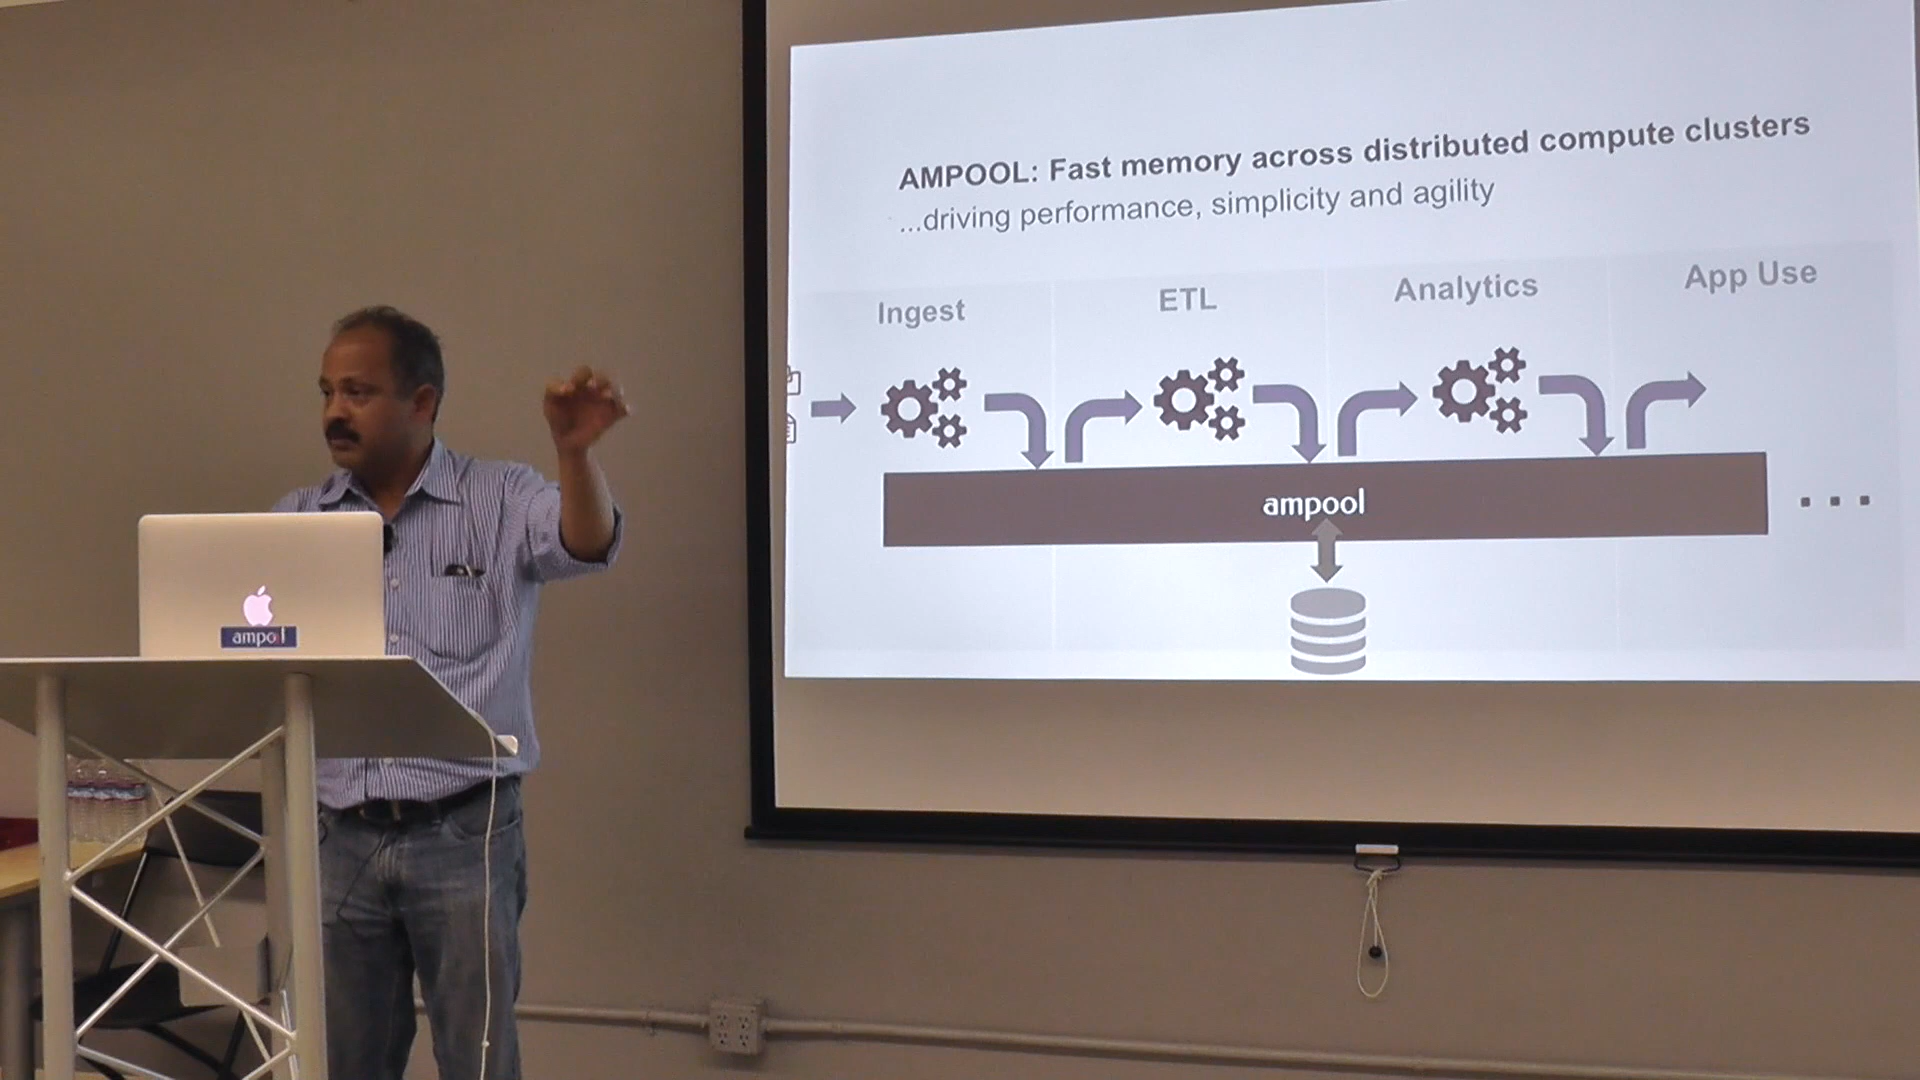 AMPOOL: Fast memory across distributed compute clusters
...driving performance, simplicity and agility
Ingest
ETL
Analytics
App Use
ampool
...
ampool